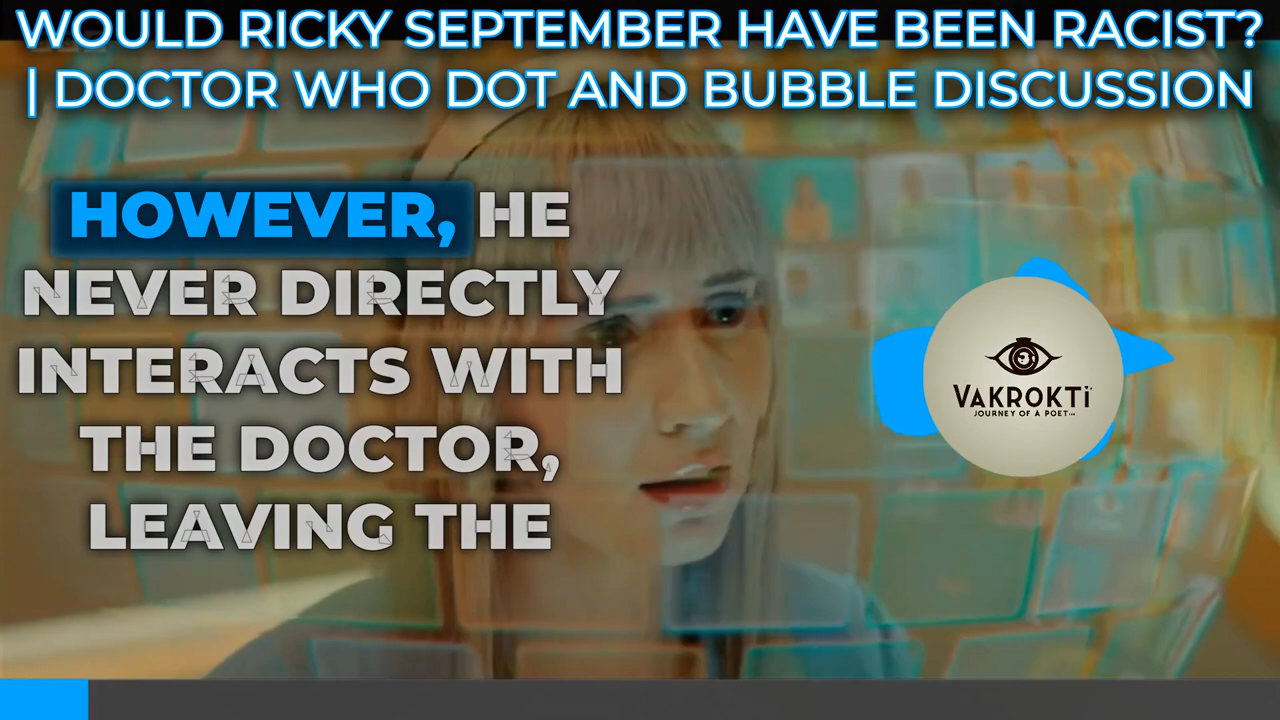 WOULD RICKY SEPTEMBER HAVE BEEN RACIST?
| DOCTOR WHO DOT AND BUBBLE DISCUSSION
HOWEVER, HE
NEVER DIRECTLY
INTERACTS WITH
THE DOCTOR,
LEAVING THE
VAKROKTI
JOURNEY OF A POET...